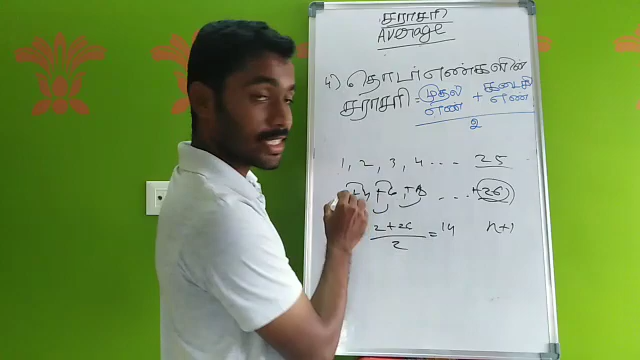 சராசரி
Average
4) தொடர் எண்களின்
சராசரி = முதல் எண் + கடைசி எண்
2
1, 2, 3, 4 .... 25
+4 +6 +8 .... +26)
2 + 26 = 14 n+1
2